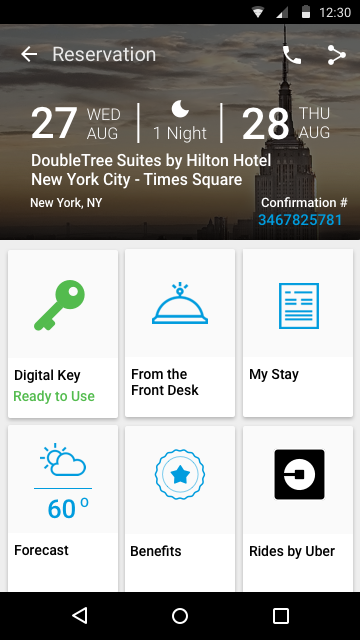 12:30
Reservation
27 WED AUG
1 Night
28 THU AUG
DoubleTree Suites by Hilton Hotel
New York City - Times Square
New York, NY
Confirmation #
3467825781
Digital Key
Ready to Use
From the
Front Desk
My Stay
60 º
Forecast
Benefits
Rides by Uber